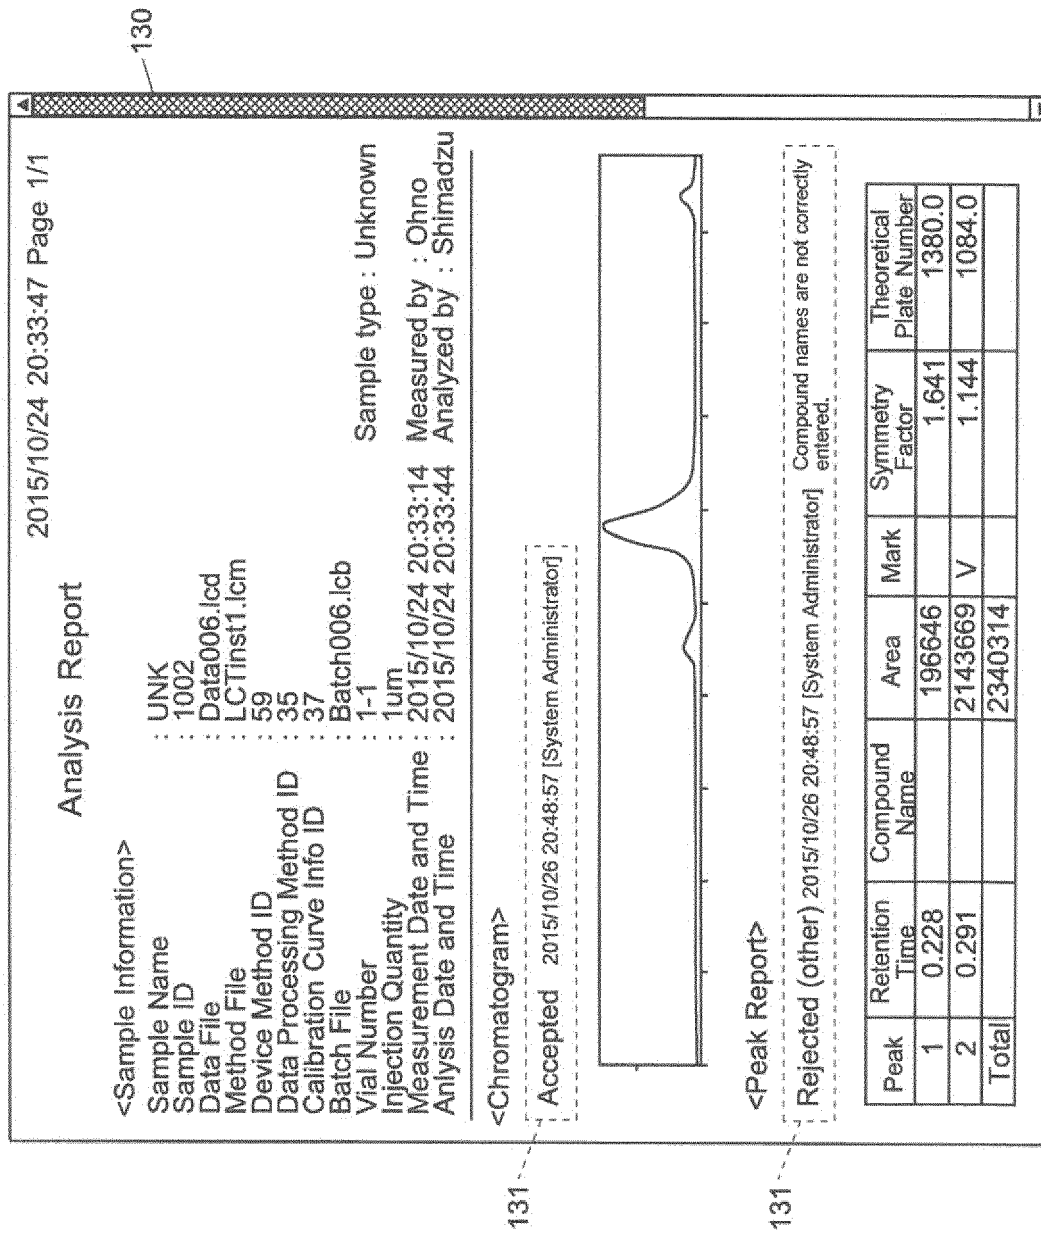 130
2015/10/24 20:33:47 Page 1/1
Analysis Report
<Sample Information>
Sample Name : UNK
Sample ID : 1002
Data File : Data006.lcd
Method File : LCTinst1.lcm
Device Method ID : 59
Data Processing Method ID : 35
Calibration Curve Info ID : 37
Batch File : Batch006.lcb
Vial Number : 1-1 Sample type : Unknown
Injection Quantity : 1um
Measurement Date and Time : 2015/10/24 20:33:14 Measured by : Ohno
Anlysis Date and Time : 2015/10/24 20:33:44 Analyzed by : Shimadzu
<Chromatogram>
131
Accepted 2015/10/26 20:48:57 [System Administrator]
<Peak Report>
131
Rejected (other) 2015/10/26 20:48:57 [System Administrator] Compound names are not correctly
entered.
Peak Retention Time Compound Name Area Mark Symmetry Factor Theoretical Plate Number
1 0.228 196646 1.641 1380.0
2 0.291 2143669 V 1.144 1084.0
Total 2340314